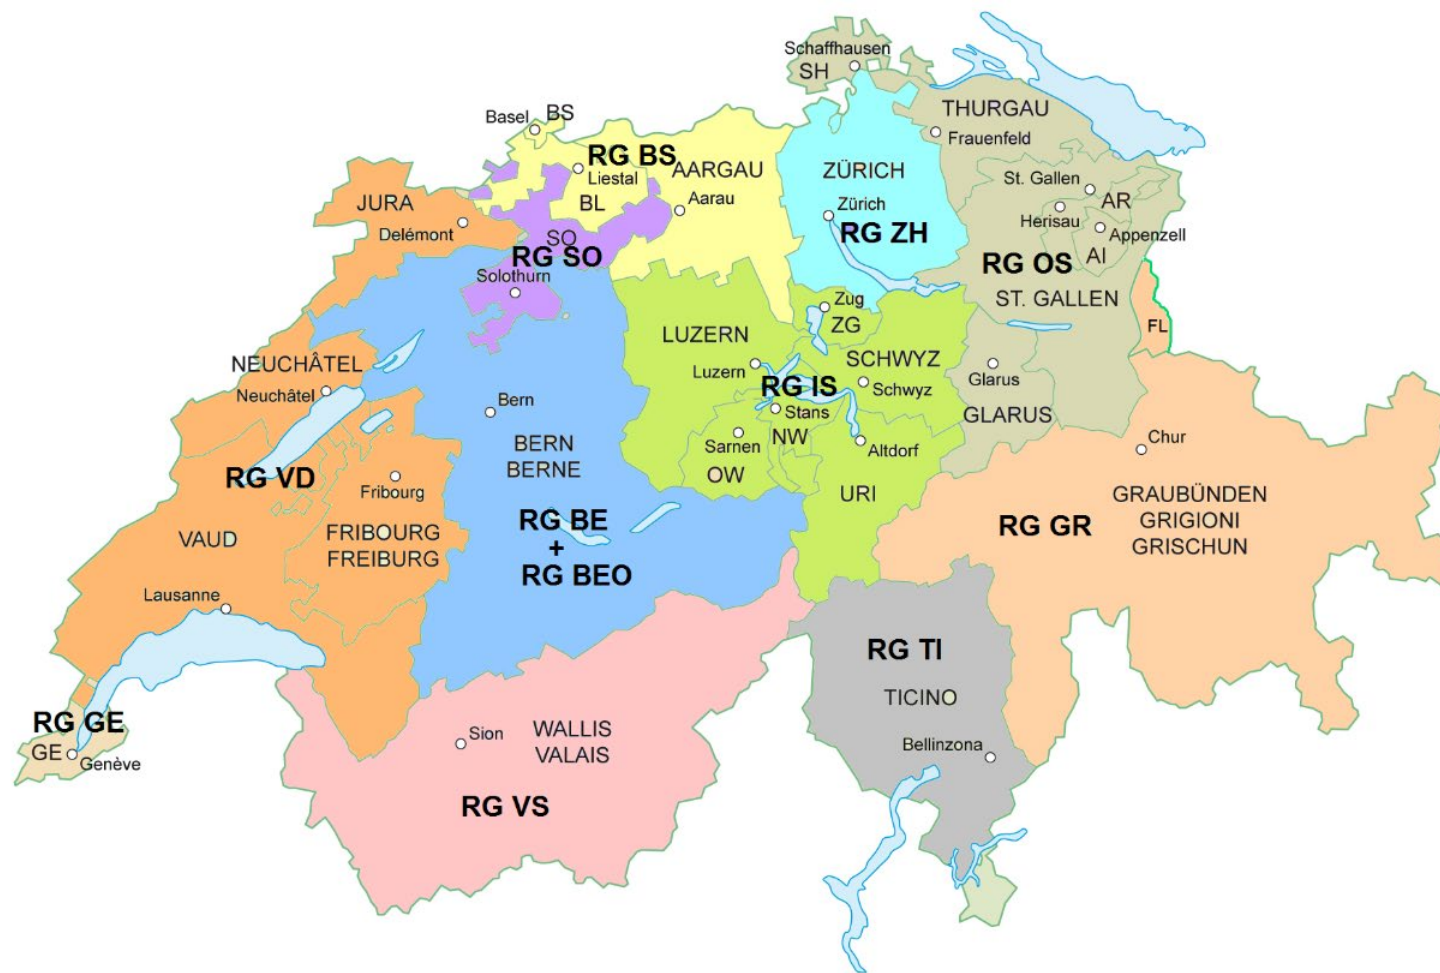 Schaffhausen
SH
THURGAU
Frauenfeld
Basel
BS
RG BS
Liestal
BL
AARGAU
Aarau
ZÜRICH
Zürich
RG ZH
St. Gallen
AR
Herisau
Appenzell
AI
RG OS
ST. GALLEN
JURA
Delémont
SO
RG SO
Solothurn
FL
Zug
ZG
LUZERN
Luzern
SCHWYZ
Schwyz
RG IS
Stans
NW
Sarnen
OW
Altdorf
URI
Glarus
GLARUS
NEUCHÂTEL
Neuchâtel
Bern
BERN
BERNE
RG BE
+
RG BEO
RG VD
Fribourg
FRIBOURG
FREIBURG
VAUD
Lausanne
Chur
GRAUBÜNDEN
GRIGIONI
GRISCHUN
RG GR
RG TI
TICINO
Bellinzona
RG GE
GE
Genève
Sion
WALLIS
VALAIS
RG VS